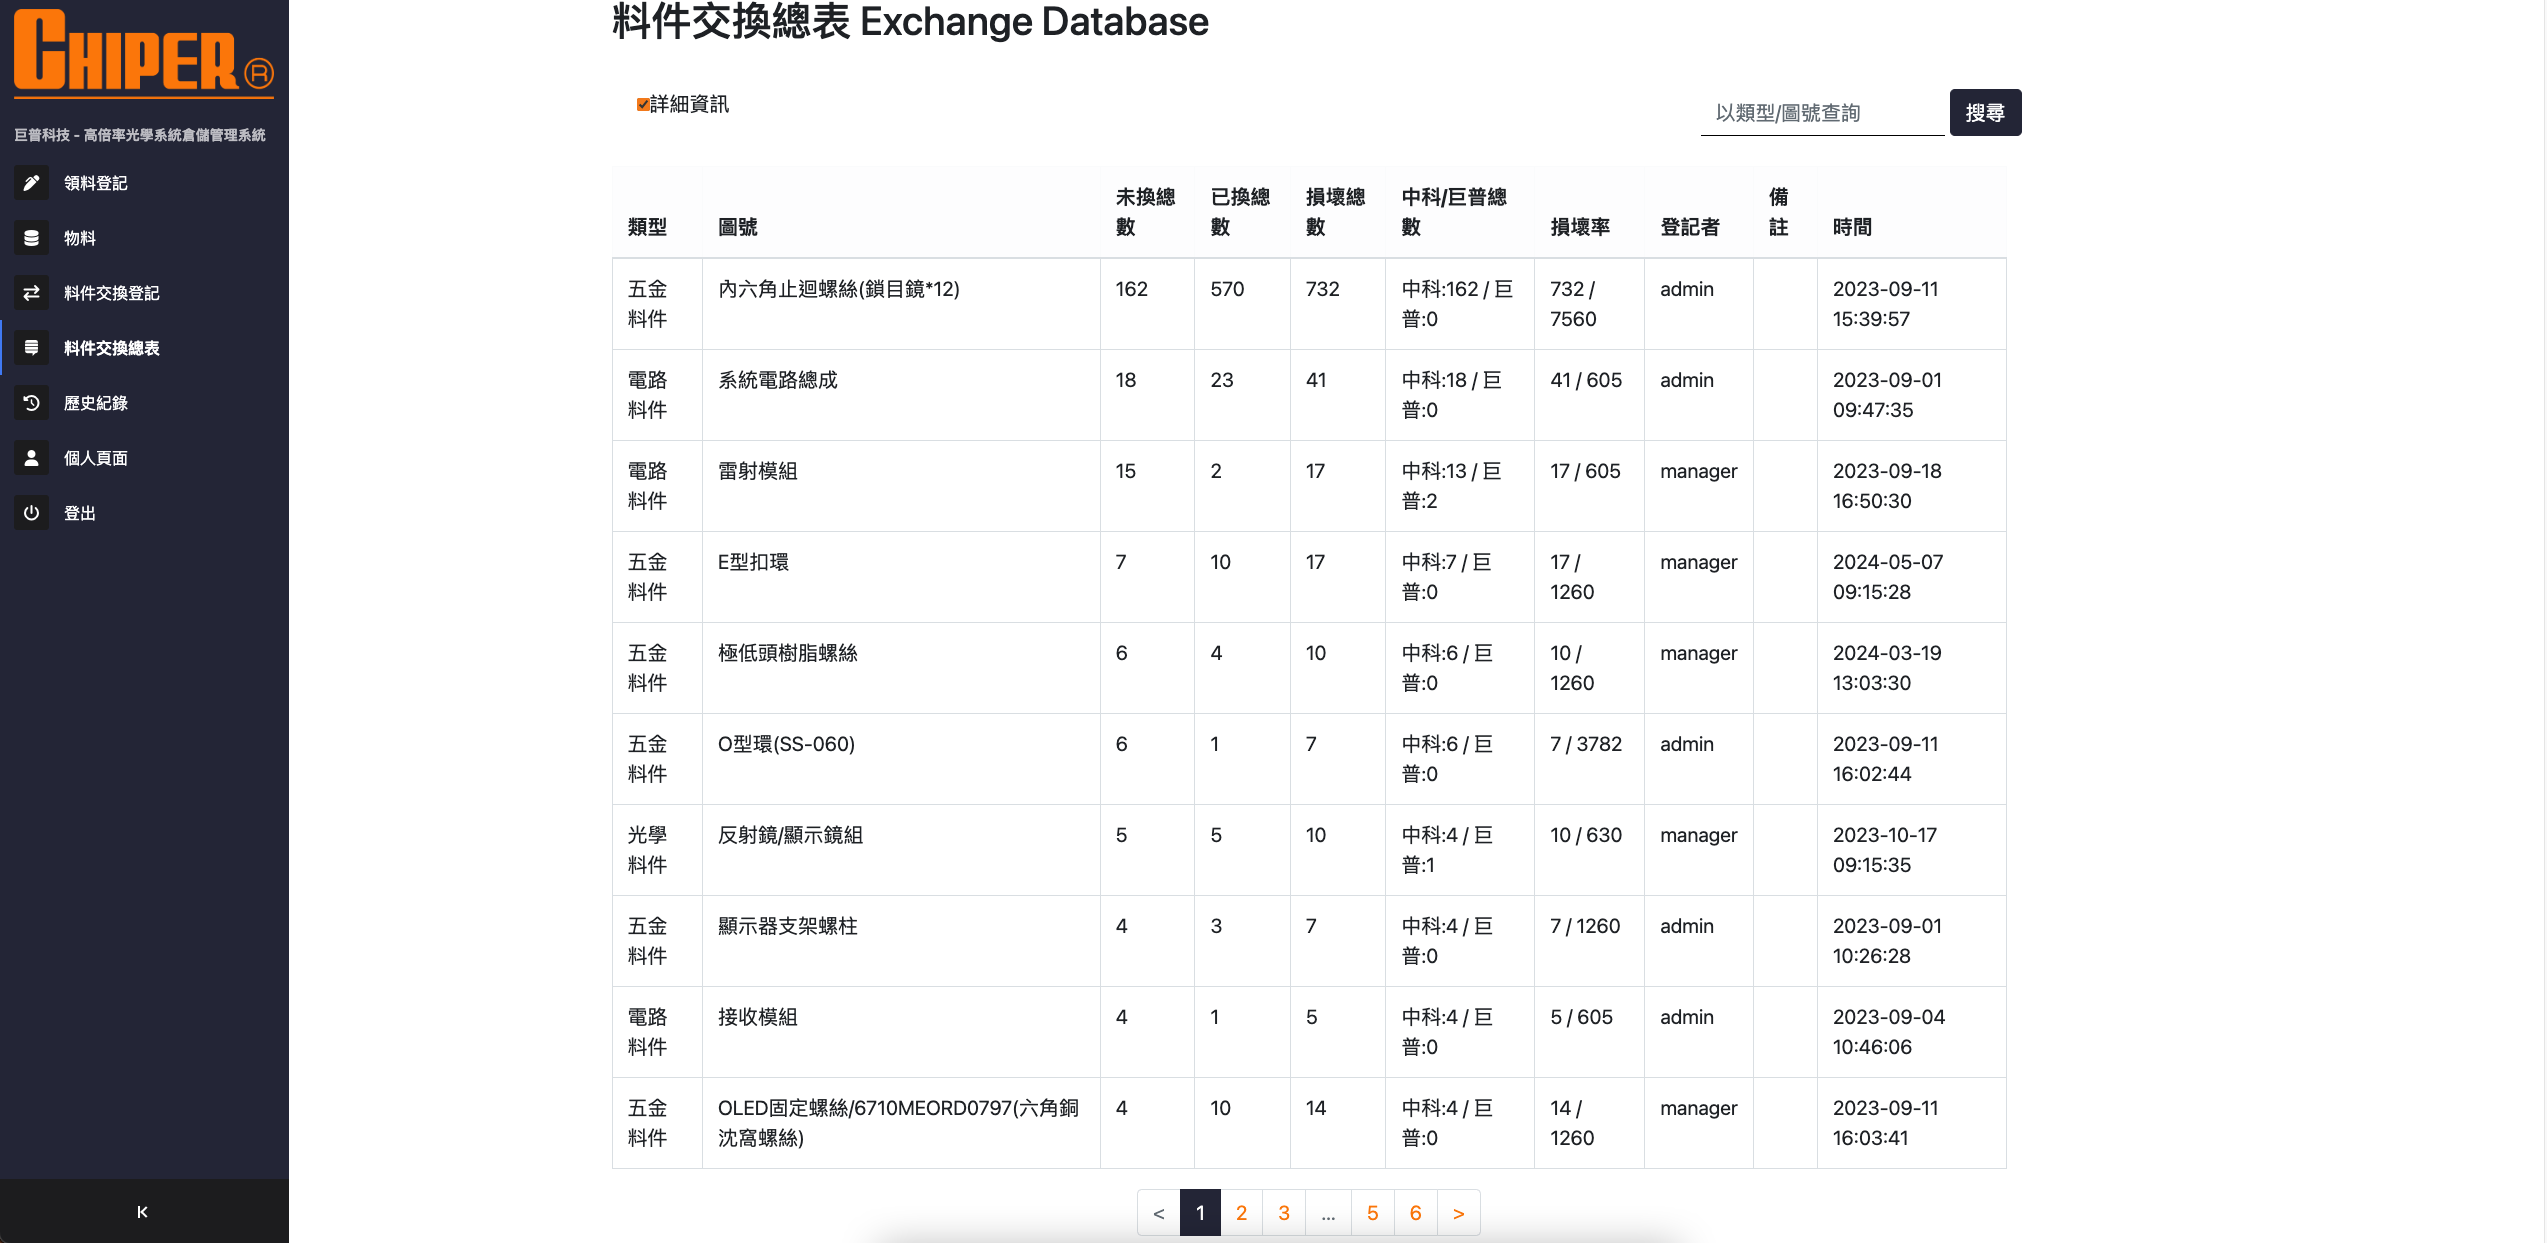 CHIPER®
巨普科技 - 高倍率光學系統倉儲管理系統
領料登記
物料
料件交換登記
料件交換總表
歷史紀錄
個人頁面
登出
料件交換總表 Exchange Database
詳細資訊
以類型/圖號查詢 搜尋
類型 圖號 未換總數 已換總數 損壞總數 中科/巨普總數 損壞率 登記者 備註 時間
五金料件 內六角止迴螺絲(鎖目鏡*12) 162 570 732 中科:162 / 巨普:0 732 / 7560 admin 2023-09-11 15:39:57
電路料件 系統電路總成 18 23 41 中科:18 / 巨普:0 41 / 605 admin 2023-09-01 09:47:35
電路料件 雷射模組 15 2 17 中科:13 / 巨普:2 17 / 605 manager 2023-09-18 16:50:30
五金料件 E型扣環 7 10 17 中科:7 / 巨普:0 17 / 1260 manager 2024-05-07 09:15:28
五金料件 極低頭樹脂螺絲 6 4 10 中科:6 / 巨普:0 10 / 1260 manager 2024-03-19 13:03:30
五金料件 O型環(SS-060) 6 1 7 中科:6 / 巨普:0 7 / 3782 admin 2023-09-11 16:02:44
光學料件 反射鏡/顯示鏡組 5 5 10 中科:4 / 巨普:1 10 / 630 manager 2023-10-17 09:15:35
五金料件 顯示器支架螺柱 4 3 7 中科:4 / 巨普:0 7 / 1260 admin 2023-09-01 10:26:28
電路料件 接收模組 4 1 5 中科:4 / 巨普:0 5 / 605 admin 2023-09-04 10:46:06
五金料件 OLED固定螺絲/6710MEORD0797(六角銅沈窩螺絲) 4 10 14 中科:4 / 巨普:0 14 / 1260 manager 2023-09-11 16:03:41
< 1 2 3 ... 5 6 >